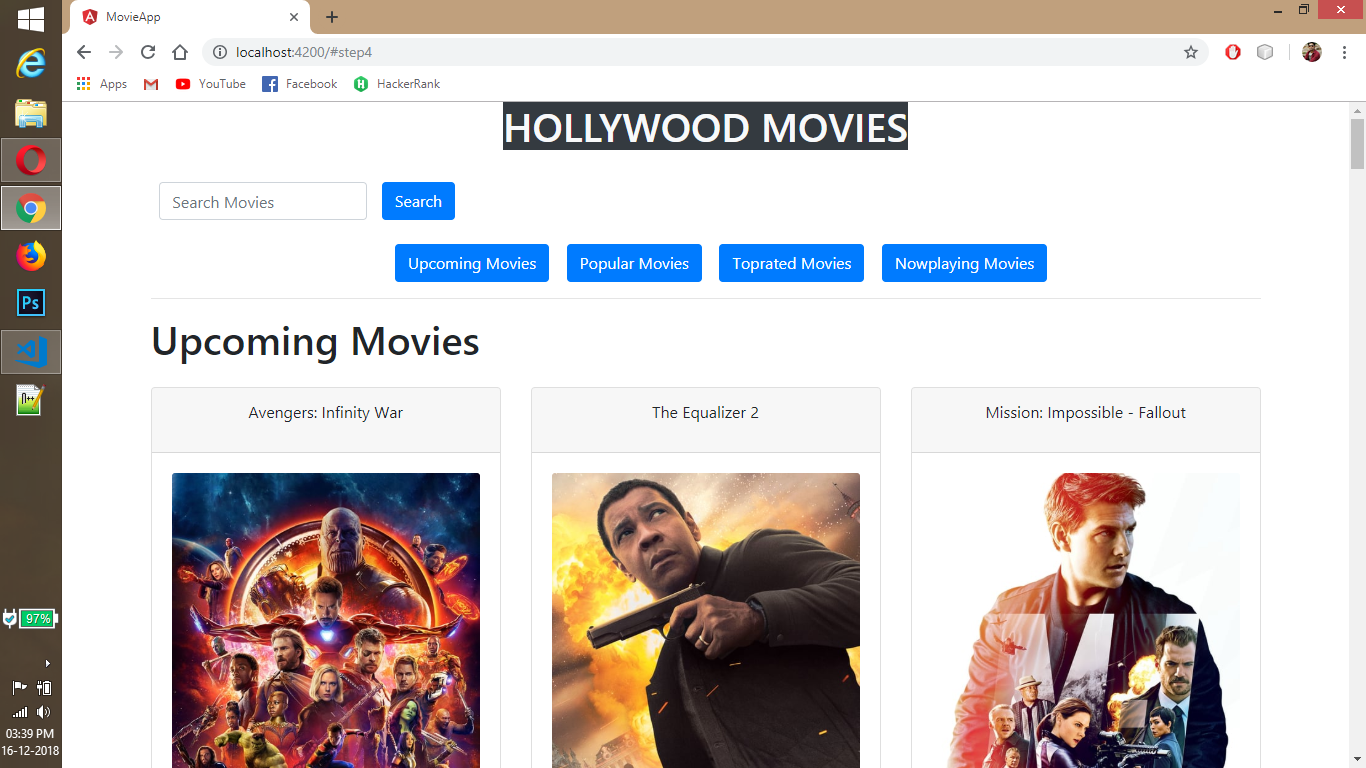 MovieApp
localhost:4200/#step4
Apps
YouTube
Facebook
HackerRank
HOLLYWOOD MOVIES
Search Movies
Search
Upcoming Movies
Popular Movies
Toprated Movies
Nowplaying Movies
Upcoming Movies
Avengers: Infinity War
The Equalizer 2
Mission: Impossible - Fallout
Ps
97%
03:39 PM
16-12-2018